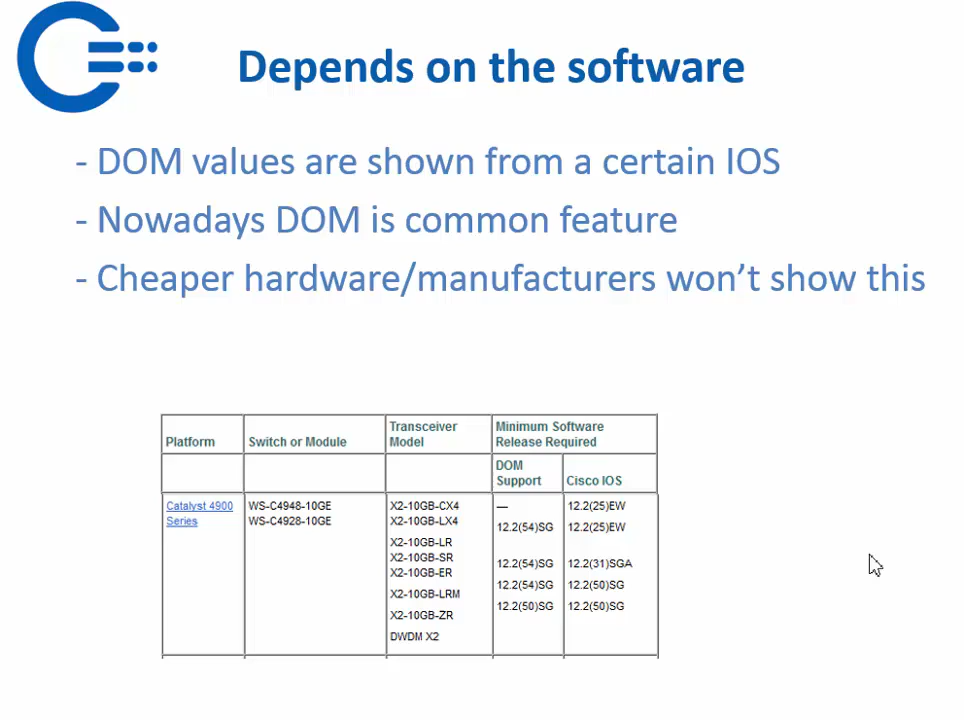 Depends on the software
- DOM values are shown from a certain IOS
- Nowadays DOM is common feature
- Cheaper hardware/manufacturers won’t show this
Platform
Switch or Module
Transceiver
Model
Minimum Software
Release Required
DOM
Support
Cisco IOS
Catalyst 4900
Series
WS-C4948-10GE
WS-C4928-10GE
X2-10GB-CX4
X2-10GB-LX4
X2-10GB-LR
X2-10GB-SR
X2-10GB-ER
X2-10GB-LRM
X2-10GB-ZR
DWDM X2
—
12.2(54)SG
12.2(54)SG
12.2(54)SG
12.2(50)SG
12.2(25)EW
12.2(25)EW
12.2(31)SGA
12.2(50)SG
12.2(50)SG